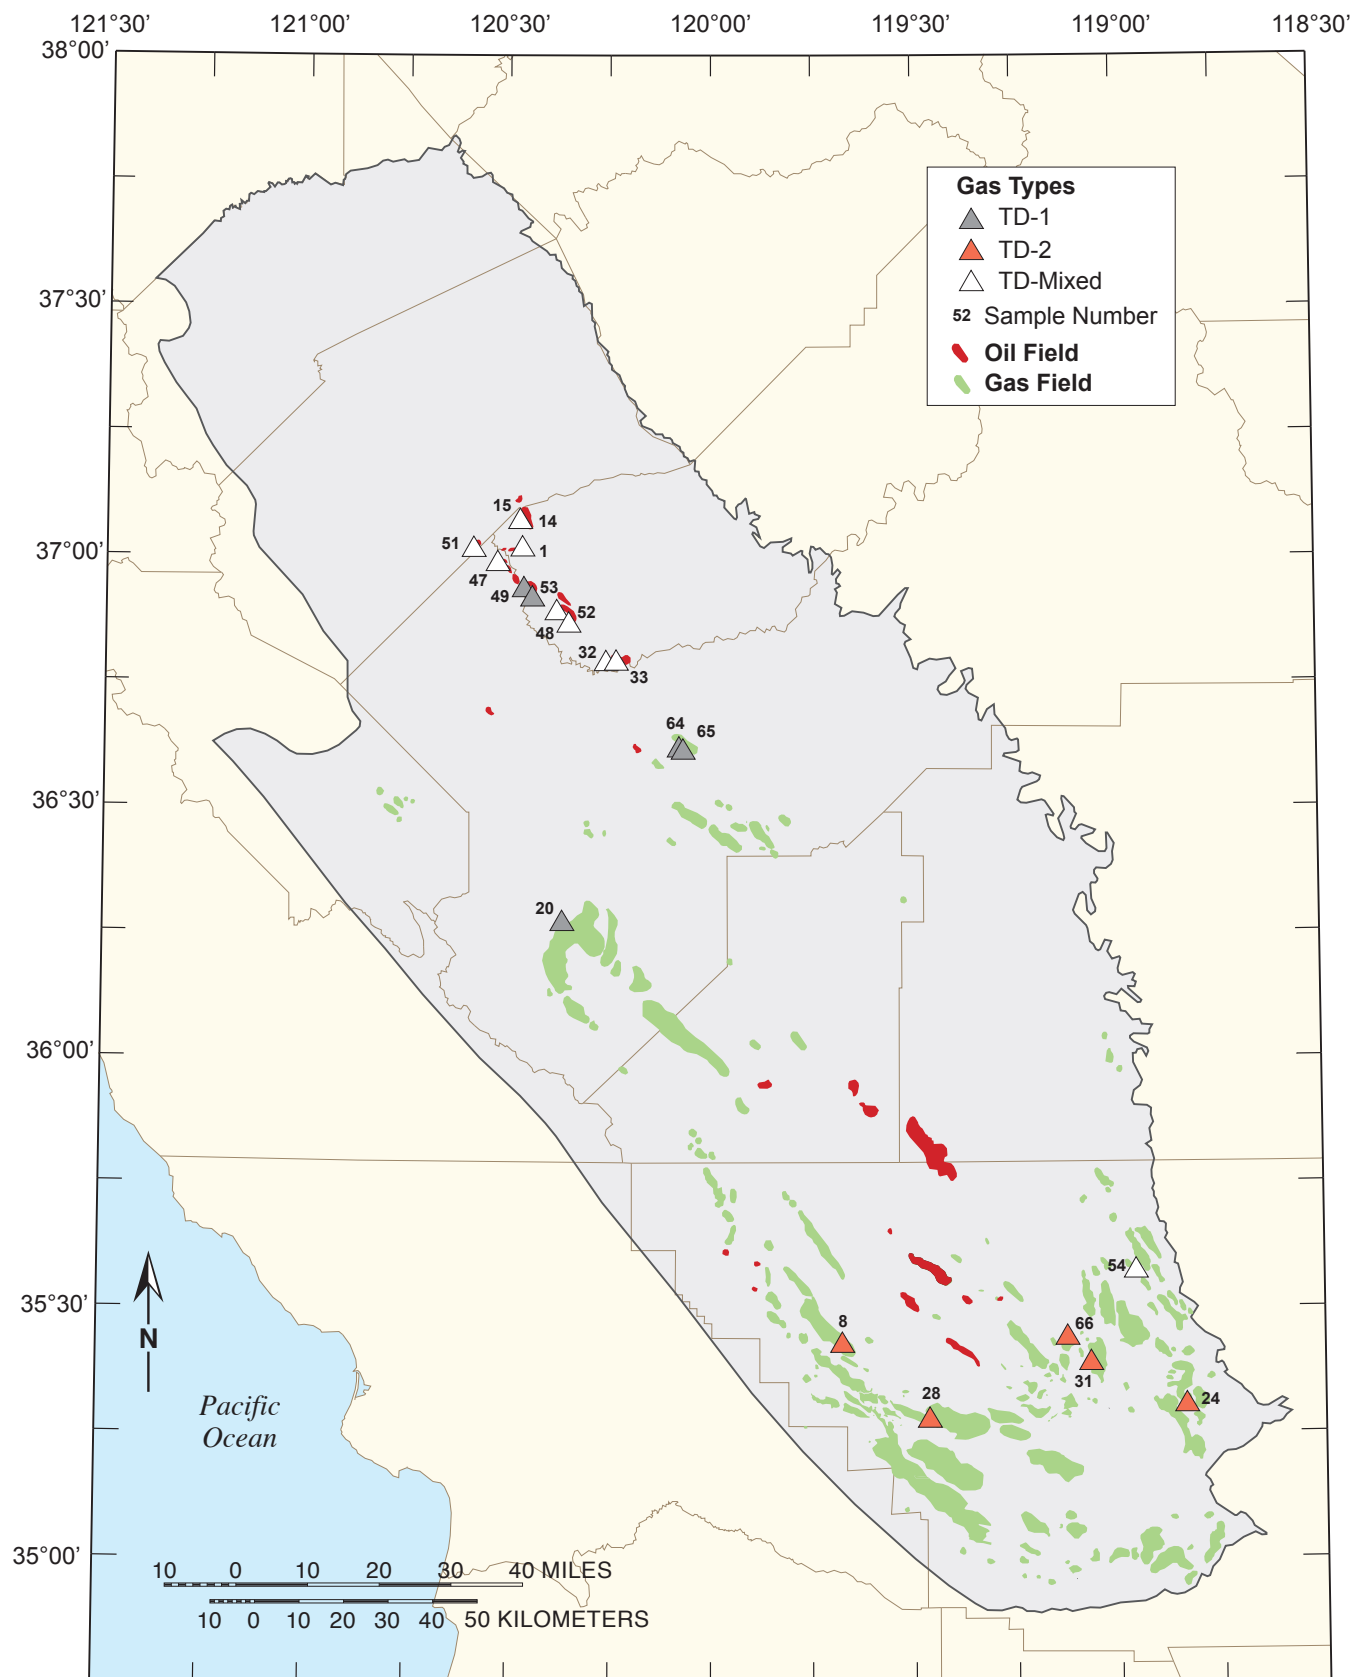 121°30’ 121°00’ 120°30’ 120°00’ 119°30’ 119°00’ 118°30’
38°00’
Gas Types
TD-1
TD-2
TD-Mixed
52 Sample Number
Oil Field
Gas Field
37°30’
15
14
51
1
37°00’
47
53
49
52
48
32
33
64
65
36°30’
20
36°00’
54
35°30’
8
66
N
31
28
24
Pacific
Ocean
35°00’
10 0 10 20 30 40 MILES
10 0 10 20 30 40 50 KILOMETERS